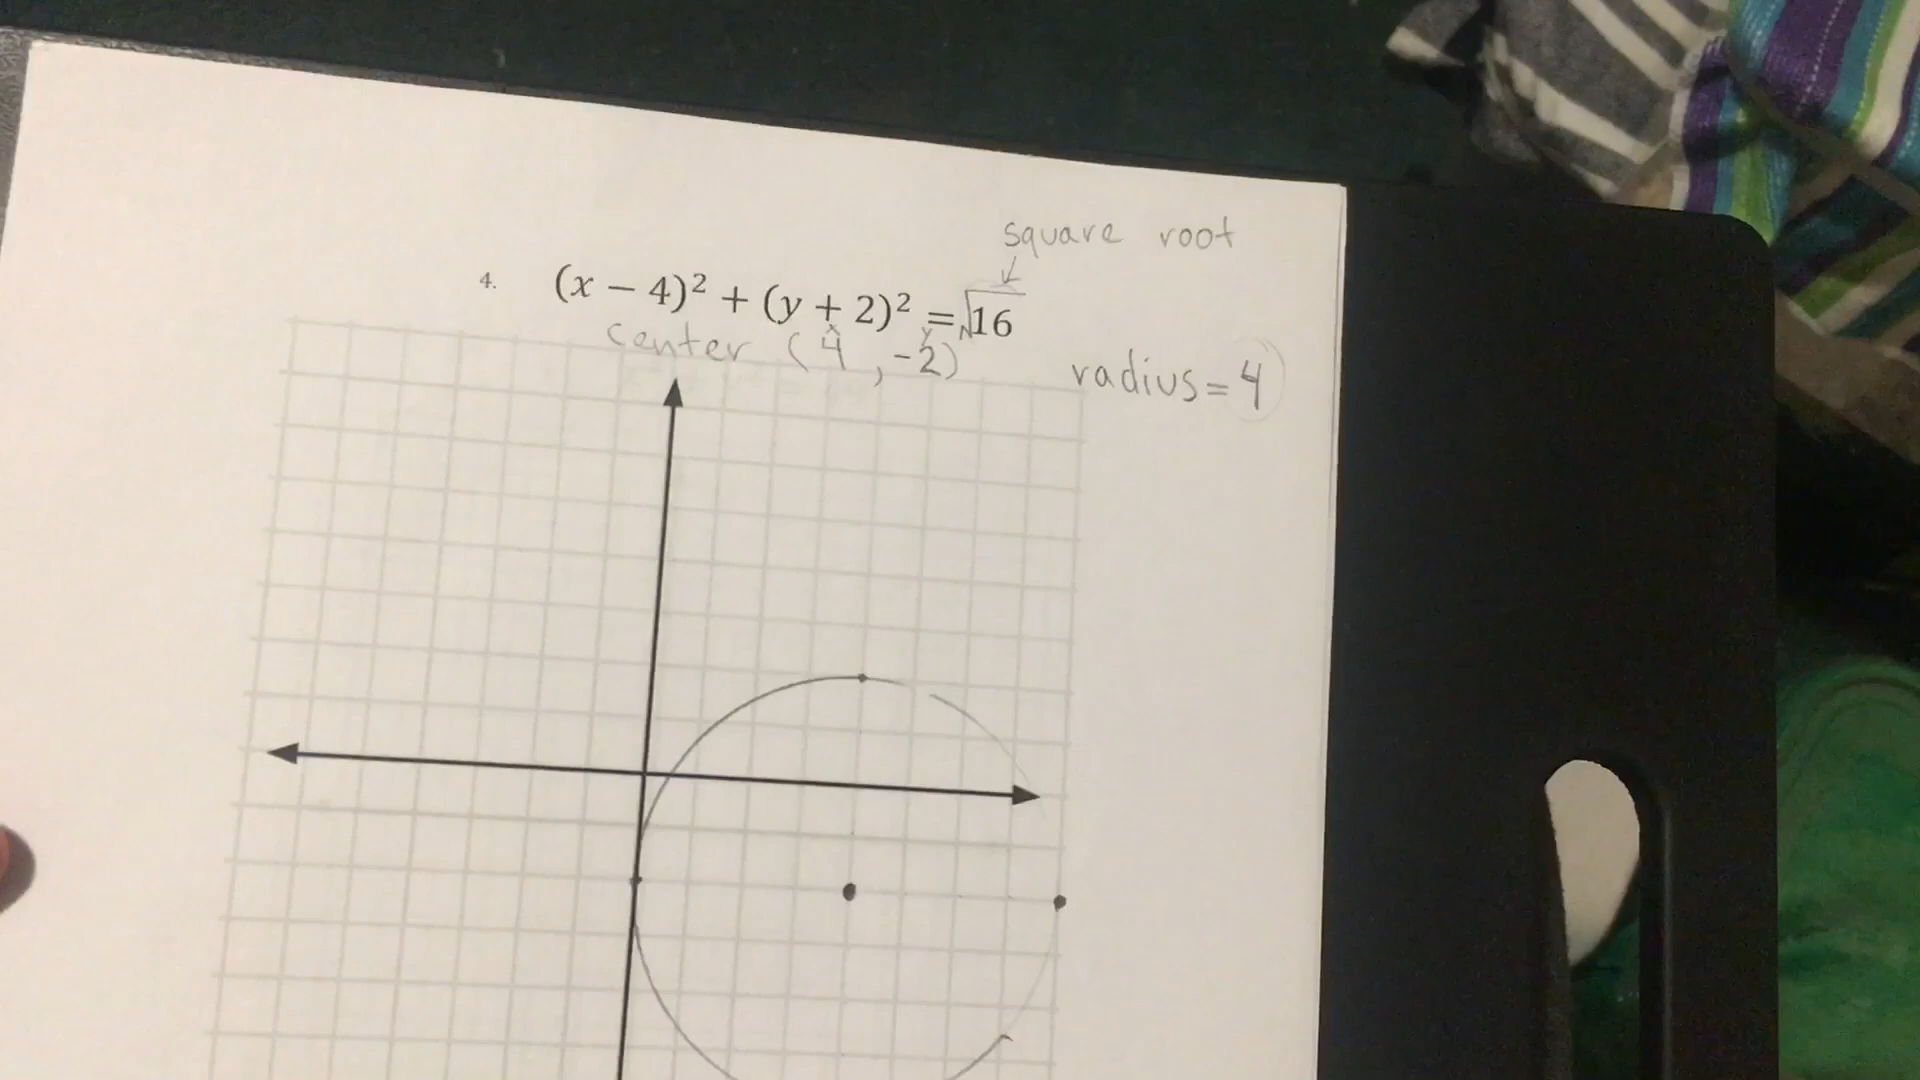 square root
4. (x − 4)² + (y + 2)² = √16
center (4, -2)
radius = 4